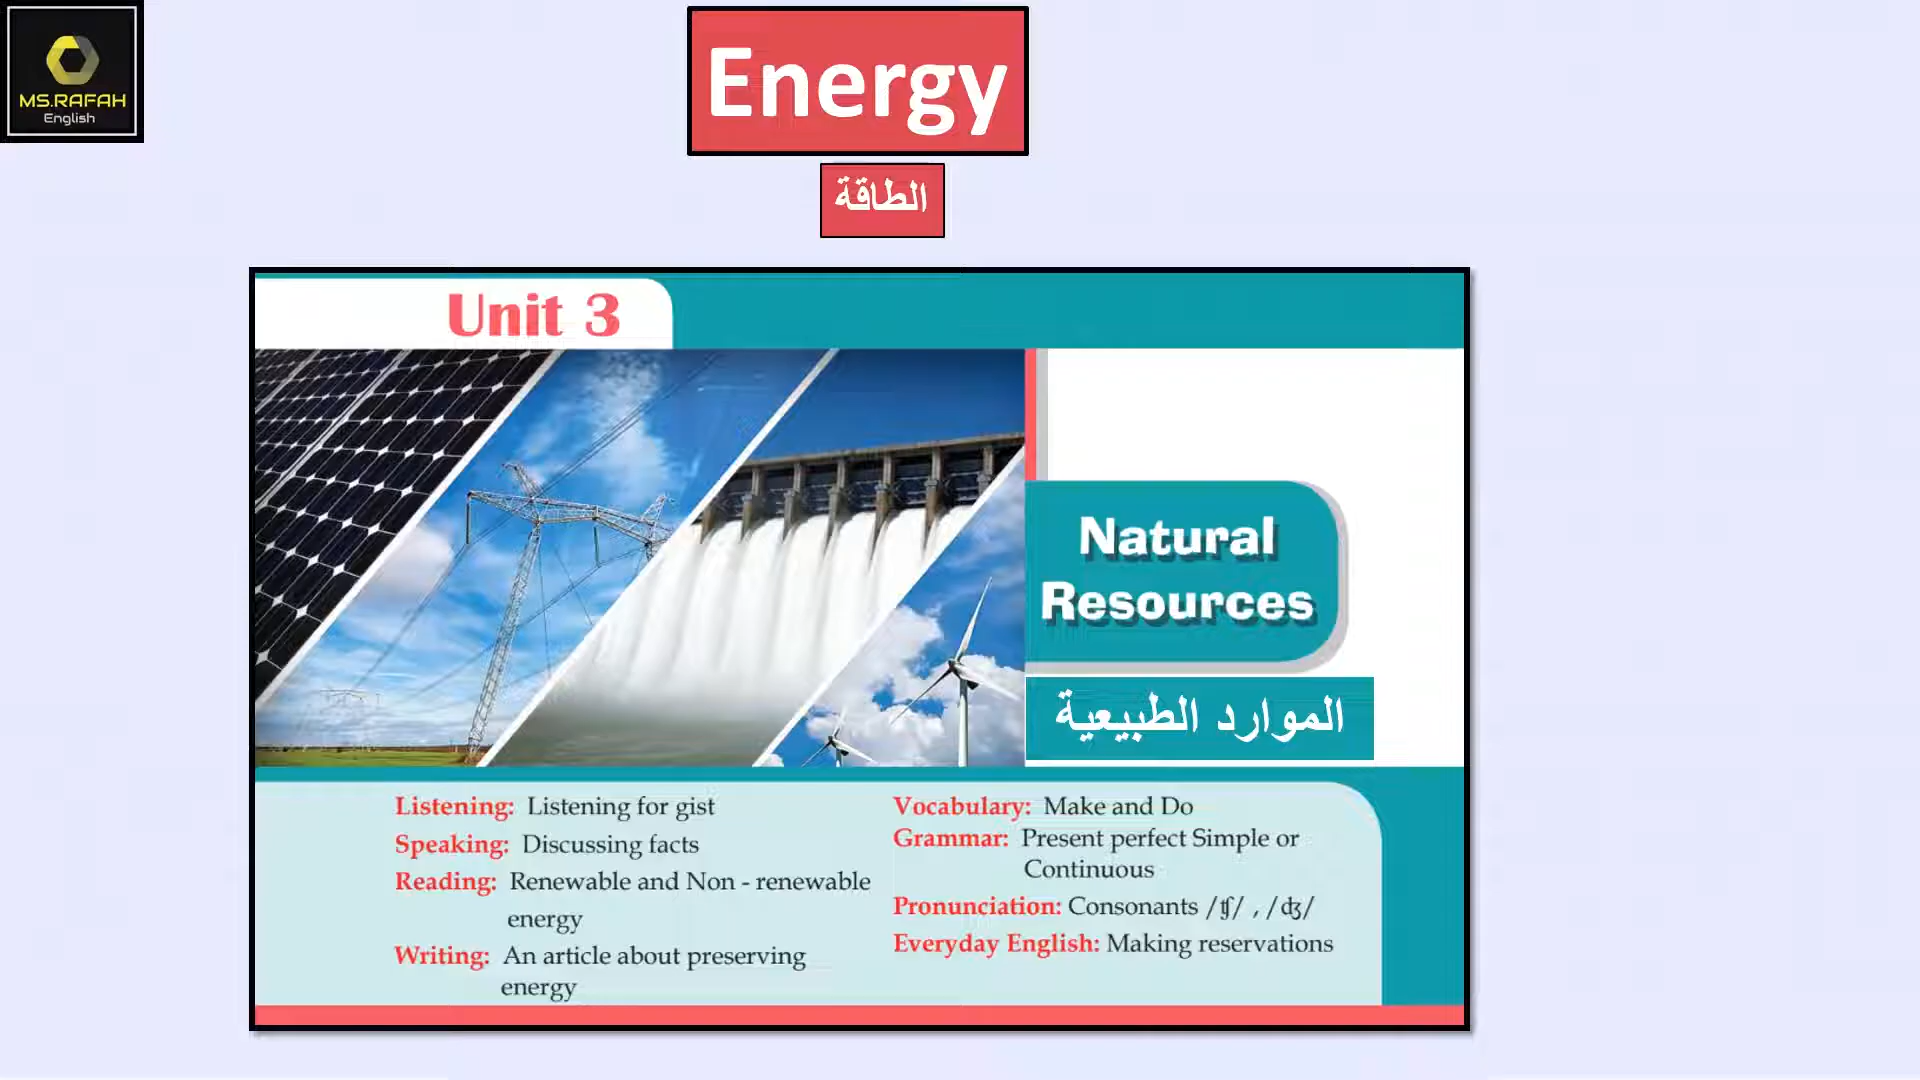 MS.RAFAH
English
Energy
الطاقة
Unit 3
Natural
Resources
الموارد الطبيعية
Listening: Listening for gist
Speaking: Discussing facts
Reading: Renewable and Non - renewable
energy
Writing: An article about preserving
energy
Vocabulary: Make and Do
Grammar: Present perfect Simple or
Continuous
Pronunciation: Consonants /ʧ/ , /ʤ/
Everyday English: Making reservations